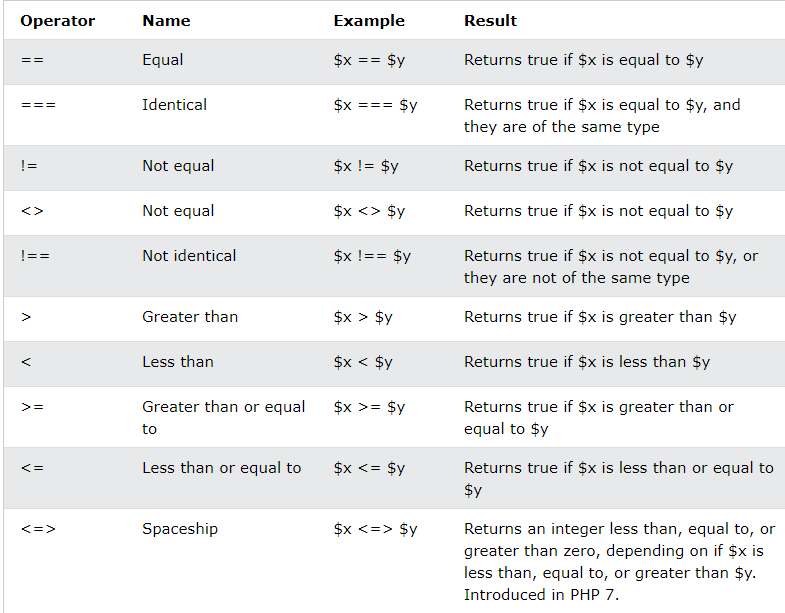 Operator Name Example Result
== Equal $x == $y Returns true if $x is equal to $y
=== Identical $x === $y Returns true if $x is equal to $y, and
they are of the same type
!= Not equal $x != $y Returns true if $x is not equal to $y
<> Not equal $x <> $y Returns true if $x is not equal to $y
!== Not identical $x !== $y Returns true if $x is not equal to $y, or
they are not of the same type
> Greater than $x > $y Returns true if $x is greater than $y
< Less than $x < $y Returns true if $x is less than $y
>= Greater than or equal $x >= $y Returns true if $x is greater than or
to equal to $y
<= Less than or equal to $x <= $y Returns true if $x is less than or equal to
$y
<=> Spaceship $x <=> $y Returns an integer less than, equal to, or
greater than zero, depending on if $x is
less than, equal to, or greater than $y.
Introduced in PHP 7.